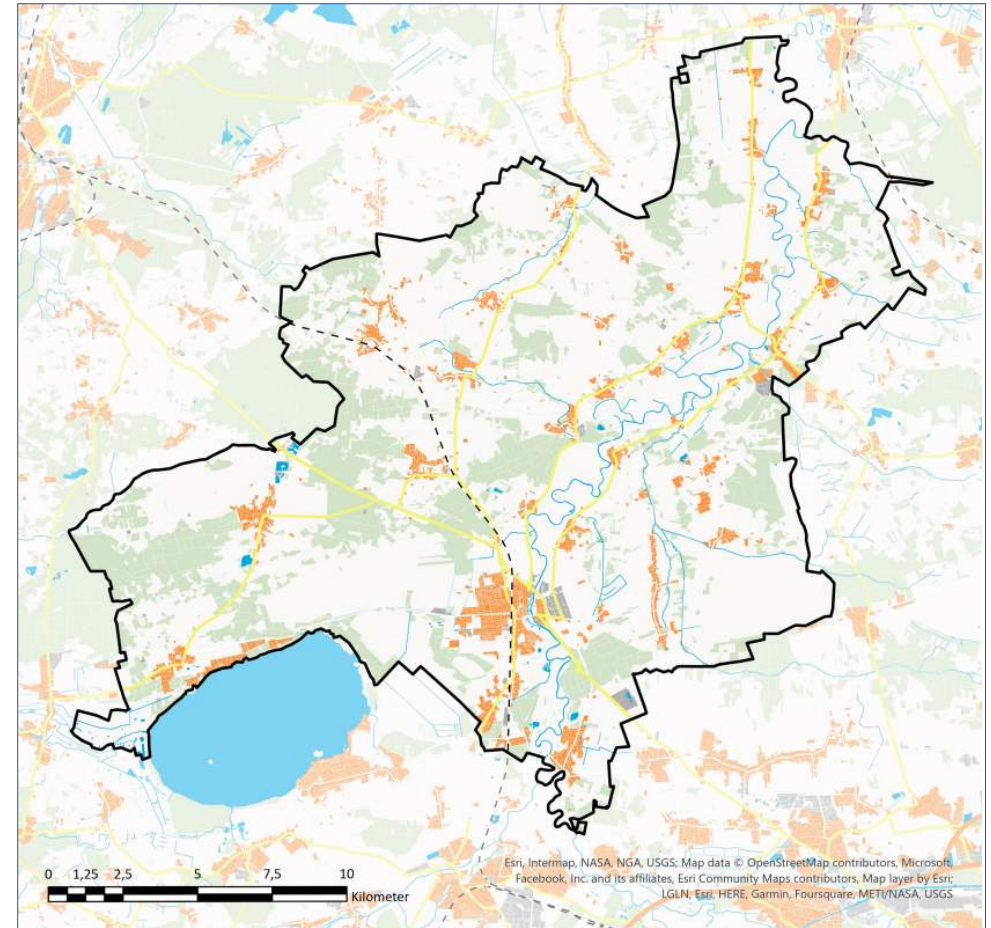 Esri, Intermap, NASA, NGA, USGS; Map data © OpenStreetMap contributors, Microsoft,
Facebook, Inc. and its affiliates, Esri Community Maps contributors, Map layer by Esri;
LGLN, Esri, HERE, Garmin, Foursquare, METI/NASA, USGS
0 1,25 2,5 5 7,5 10
Kilometer